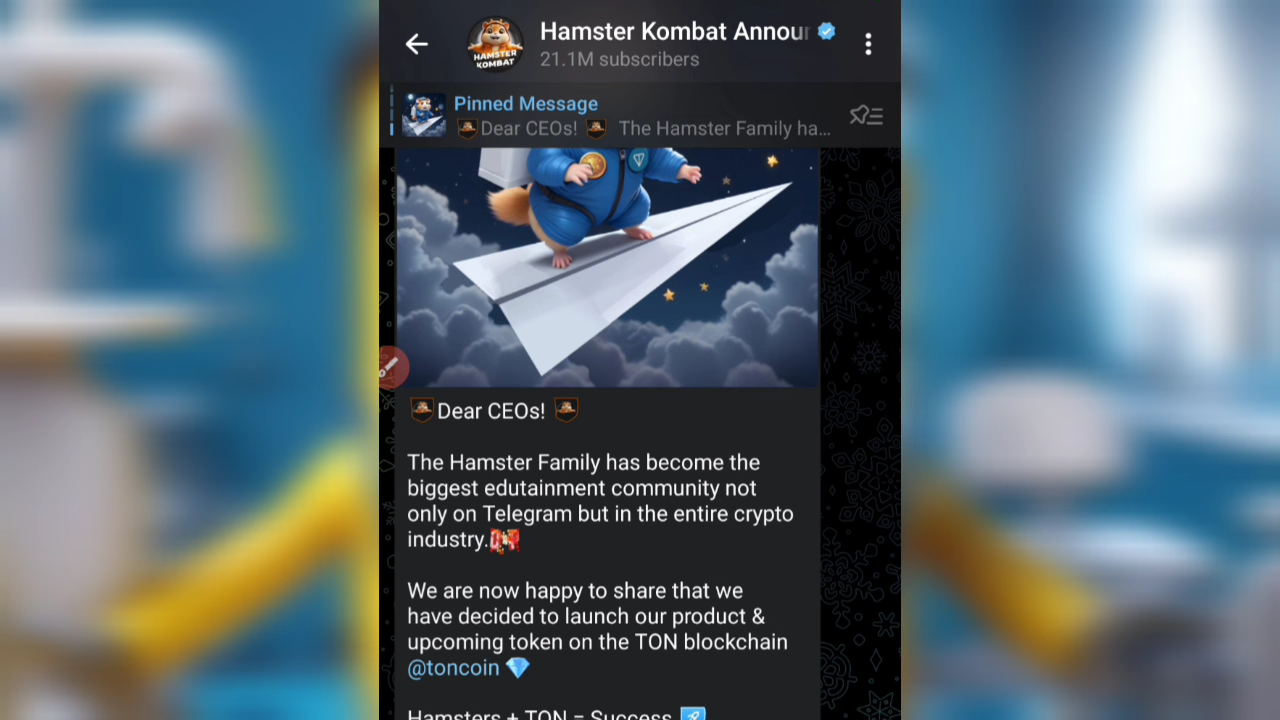 Hamster Kombat Annour
21.1M subscribers
HAMSTER
KOMBAT
Pinned Message
Dear CEOs! The Hamster Family ha...
Dear CEOs!
The Hamster Family has become the
biggest edutainment community not
only on Telegram but in the entire crypto
industry.
We are now happy to share that we
have decided to launch our product &
upcoming token on the TON blockchain
@toncoin
Hamsters + TON = Success